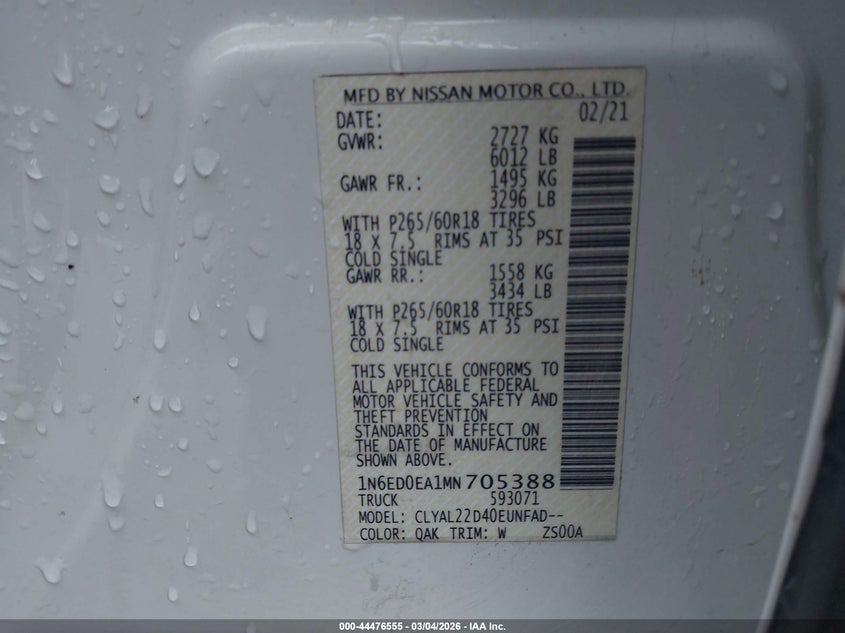 MFD BY NISSAN MOTOR CO., LTD.
DATE: 02/21
GVWR: 2727 KG
6012 LB
GAWR FR.: 1495 KG
3296 LB
WITH P265/60R18 TIRES
18 X 7.5 RIMS AT 35 PSI
COLD SINGLE
GAWR RR.: 1558 KG
3434 LB
WITH P265/60R18 TIRES
18 X 7.5 RIMS AT 35 PSI
COLD SINGLE
THIS VEHICLE CONFORMS TO
ALL APPLICABLE FEDERAL
MOTOR VEHICLE SAFETY AND
THEFT PREVENTION
STANDARDS IN EFFECT ON
THE DATE OF MANUFACTURE
SHOWN ABOVE.
1N6ED0EA1MN705388
TRUCK 593071
MODEL: CLYAL22D40EUNFAD--
COLOR: QAK TRIM: W ZS00A
000-44476555 - 03/04/2026 - IAA Inc.